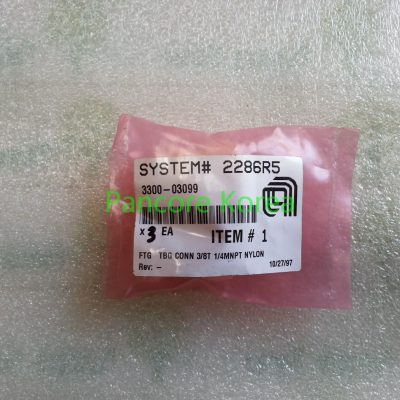 SYSTEM# 2286R5
3300-03099
Pancore Korea
x 3 EA ITEM # 1
FTG TBG CONN 3/8T 1/4MNPT NYLON
Rev: - 10/27/97